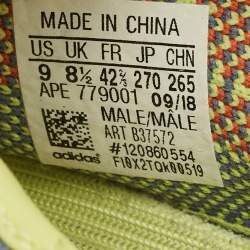 MADE IN CHINA
US UK FR JP CHN
9 8½ 42⅔ 270 265
APE 779001 09/18
MALE/MÂLE
ART B37572
#120860554
adidas F10X2TQK00519